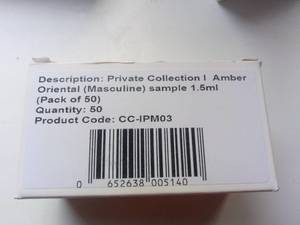 Description: Private Collection I Amber
Oriental (Masculine) sample 1.5ml
(Pack of 50)
Quantity: 50
Product Code: CC-IPM03
0 652638 005140